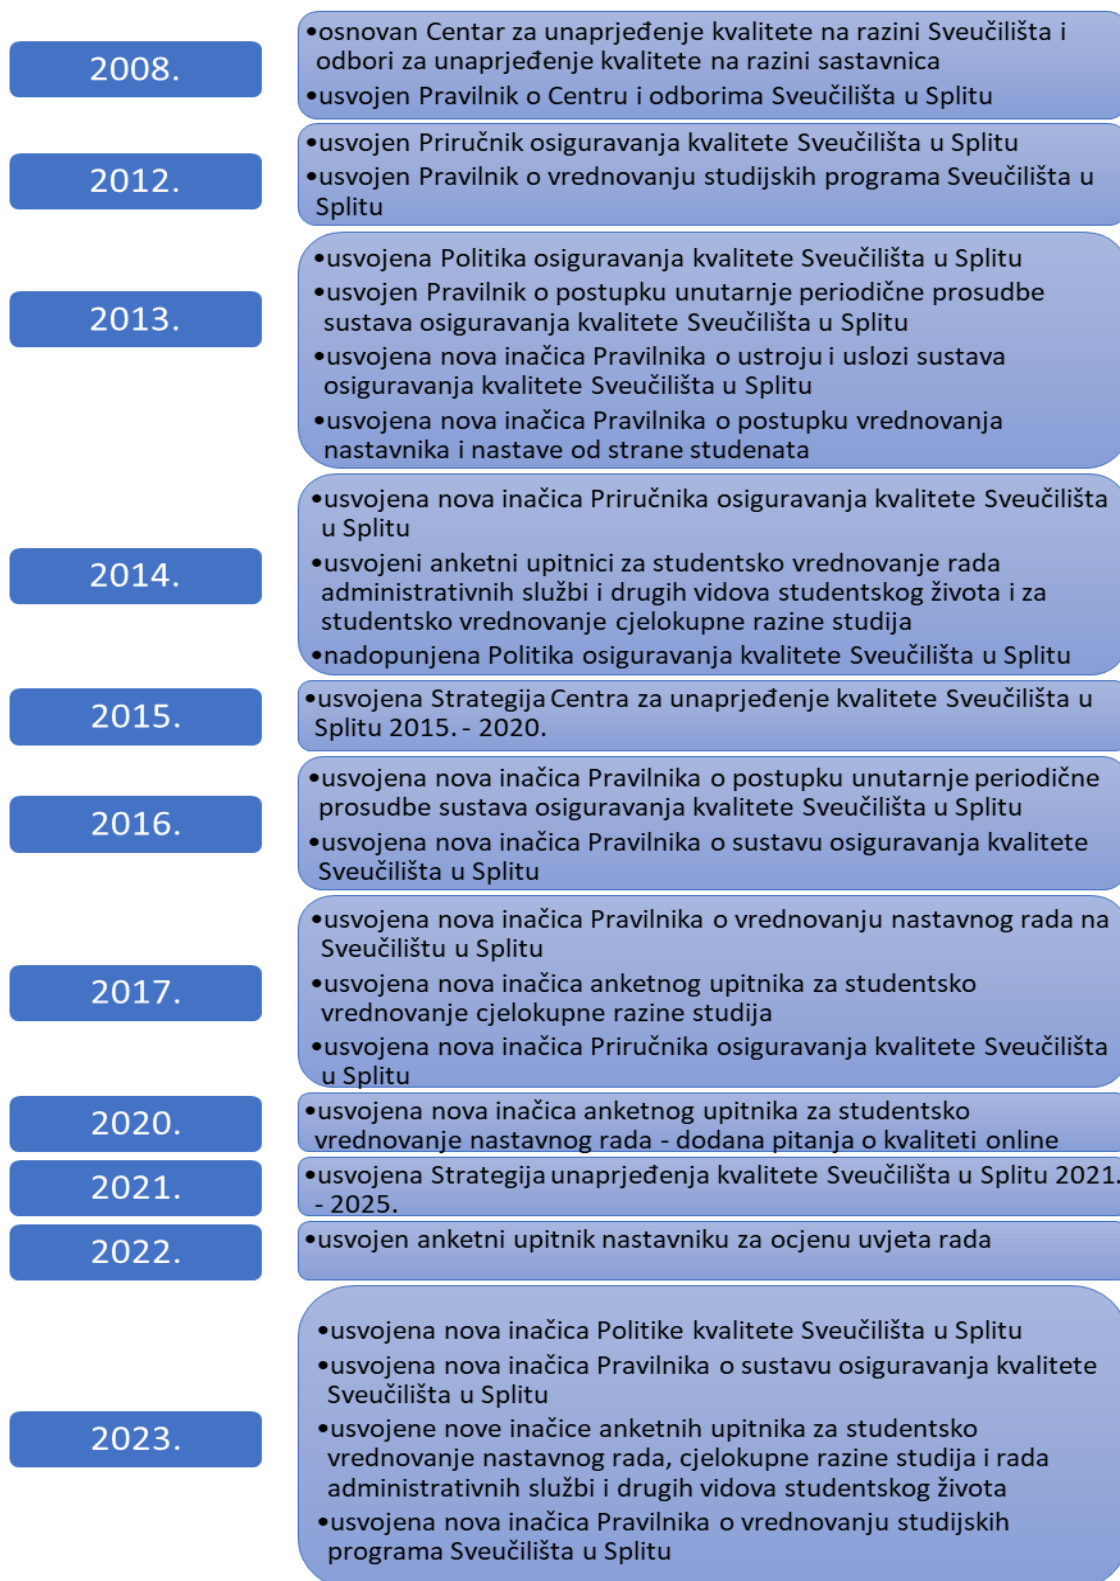 2008.
•osnovan Centar za unaprjeđenje kvalitete na razini Sveučilišta i
odbori za unaprjeđenje kvalitete na razini sastavnica
•usvojen Pravilnik o Centru i odborima Sveučilišta u Splitu
2012.
•usvojen Priručnik osiguravanja kvalitete Sveučilišta u Splitu
•usvojen Pravilnik o vrednovanju studijskih programa Sveučilišta u
Splitu
2013.
•usvojena Politika osiguravanja kvalitete Sveučilišta u Splitu
•usvojen Pravilnik o postupku unutarnje periodične prosudbe
sustava osiguravanja kvalitete Sveučilišta u Splitu
•usvojena nova inačica Pravilnika o ustroju i uslozi sustava
osiguravanja kvalitete Sveučilišta u Splitu
•usvojena nova inačica Pravilnika o postupku vrednovanja
nastavnika i nastave od strane studenata
2014.
•usvojena nova inačica Priručnika osiguravanja kvalitete Sveučilišta
u Splitu
•usvojeni anketni upitnici za studentsko vrednovanje rada
administrativnih službi i drugih vidova studentskog života i za
studentsko vrednovanje cjelokupne razine studija
•nadopunjena Politika osiguravanja kvalitete Sveučilišta u Splitu
2015.
•usvojena Strategija Centra za unaprjeđenje kvalitete Sveučilišta u
Splitu 2015. - 2020.
2016.
•usvojena nova inačica Pravilnika o postupku unutarnje periodične
prosudbe sustava osiguravanja kvalitete Sveučilišta u Splitu
•usvojena nova inačica Pravilnika o sustavu osiguravanja kvalitete
Sveučilišta u Splitu
2017.
•usvojena nova inačica Pravilnika o vrednovanju nastavnog rada na
Sveučilištu u Splitu
•usvojena nova inačica anketnog upitnika za studentsko
vrednovanje cjelokupne razine studija
•usvojena nova inačica Priručnika osiguravanja kvalitete Sveučilišta
u Splitu
2020.
•usvojena nova inačica anketnog upitnika za studentsko
vrednovanje nastavnog rada - dodana pitanja o kvaliteti online
2021.
•usvojena Strategija unaprjeđenja kvalitete Sveučilišta u Splitu 2021.
- 2025.
2022.
•usvojen anketni upitnik nastavniku za ocjenu uvjeta rada
2023.
•usvojena nova inačica Politike kvalitete Sveučilišta u Splitu
•usvojena nova inačica Pravilnika o sustavu osiguravanja kvalitete
Sveučilišta u Splitu
•usvojene nove inačice anketnih upitnika za studentsko
vrednovanje nastavnog rada, cjelokupne razine studija i rada
administrativnih službi i drugih vidova studentskog života
•usvojena nova inačica Pravilnika o vrednovanju studijskih
programa Sveučilišta u Splitu